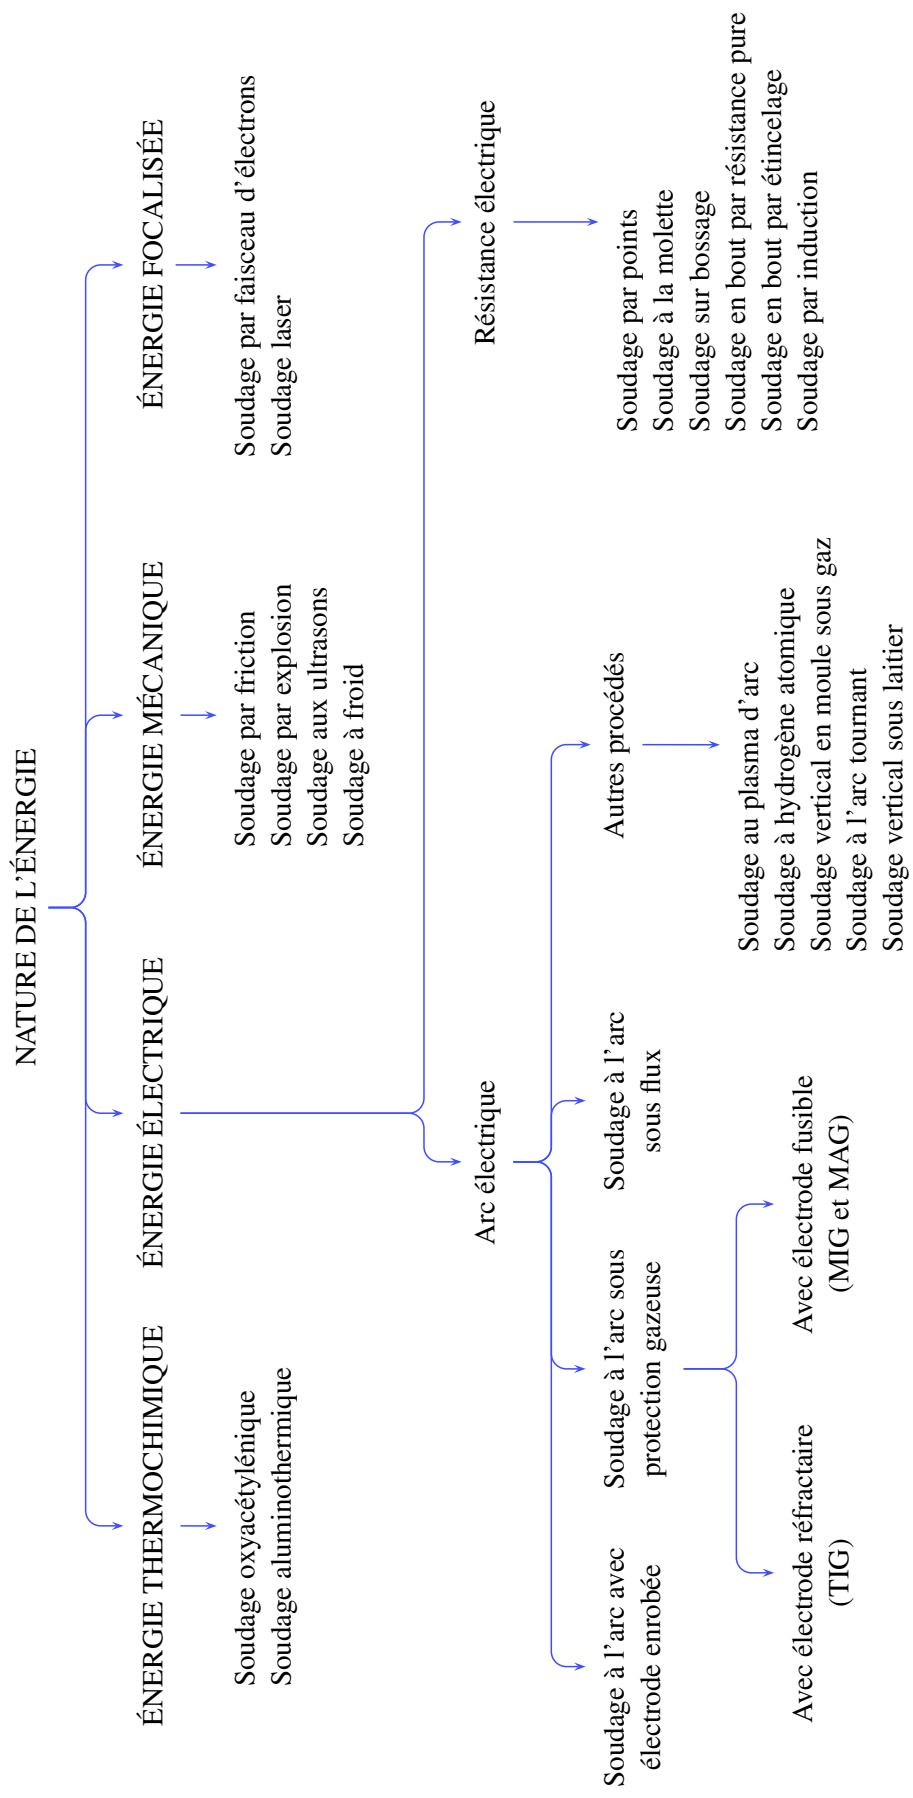 NATURE DE L’ÉNERGIE
ÉNERGIE THERMOCHIMIQUE
Soudage oxyacétylénique
Soudage aluminothermique
ÉNERGIE ÉLECTRIQUE
ÉNERGIE MÉCANIQUE
Soudage par friction
Soudage par explosion
Soudage aux ultrasons
Soudage à froid
ÉNERGIE FOCALISÉE
Soudage par faisceau d’électrons
Soudage laser
Arc électrique
Résistance électrique
Soudage à l’arc avec
électrode enrobée
Soudage à l’arc sous
protection gazeuse
Soudage à l’arc
sous flux
Autres procédés
Soudage par points
Soudage à la molette
Soudage sur bossage
Soudage en bout par résistance pure
Soudage en bout par étincelage
Soudage par induction
Avec électrode réfractaire
(TIG)
Avec électrode fusible
(MIG et MAG)
Soudage au plasma d’arc
Soudage à hydrogène atomique
Soudage vertical en moule sous gaz
Soudage à l’arc tournant
Soudage vertical sous laitier